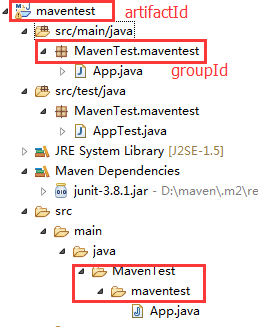 maventest artifactId
src/main/java
MavenTest.maventest
App.java groupId
src/test/java
MavenTest.maventest
AppTest.java
JRE System Library [J2SE-1.5]
Maven Dependencies
junit-3.8.1.jar - D:\maven\.m2\re
src
main
java
MavenTest
maventest
App.java